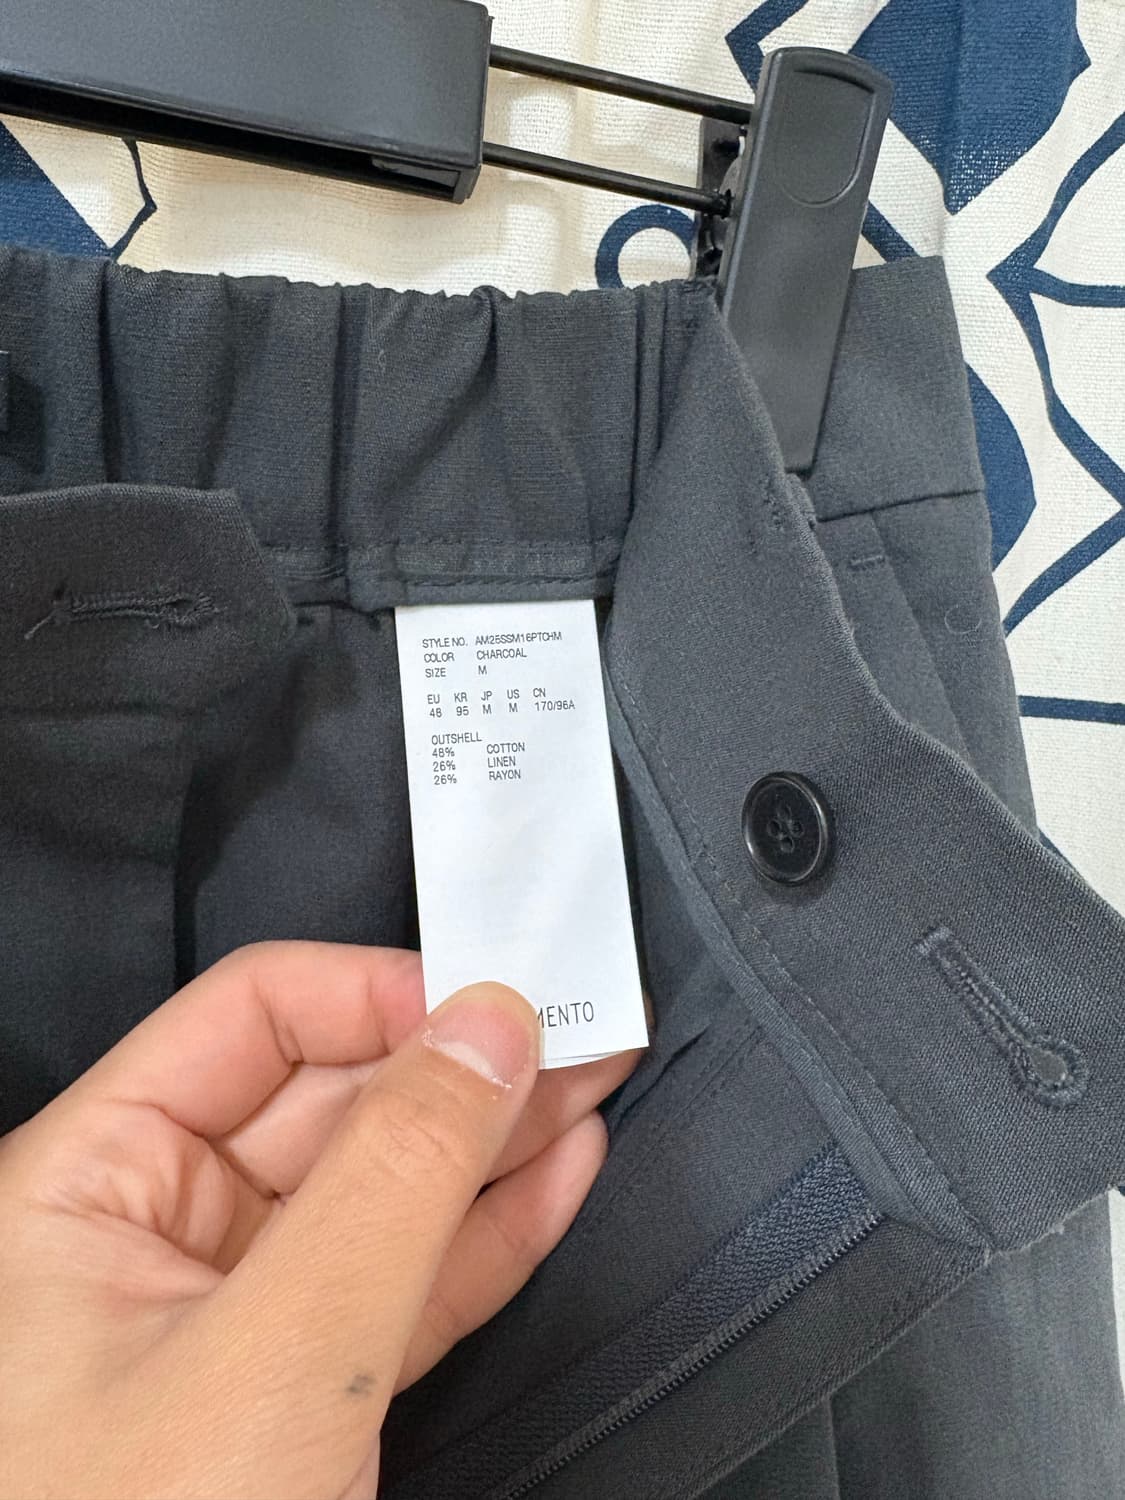 STYLE NO. AM25SSM16PTCHM
COLOR CHARCOAL
SIZE M
EU KR JP US CN
48 95 M M 170/96A
OUTSHELL
48% COTTON
26% LINEN
26% RAYON
MENTO